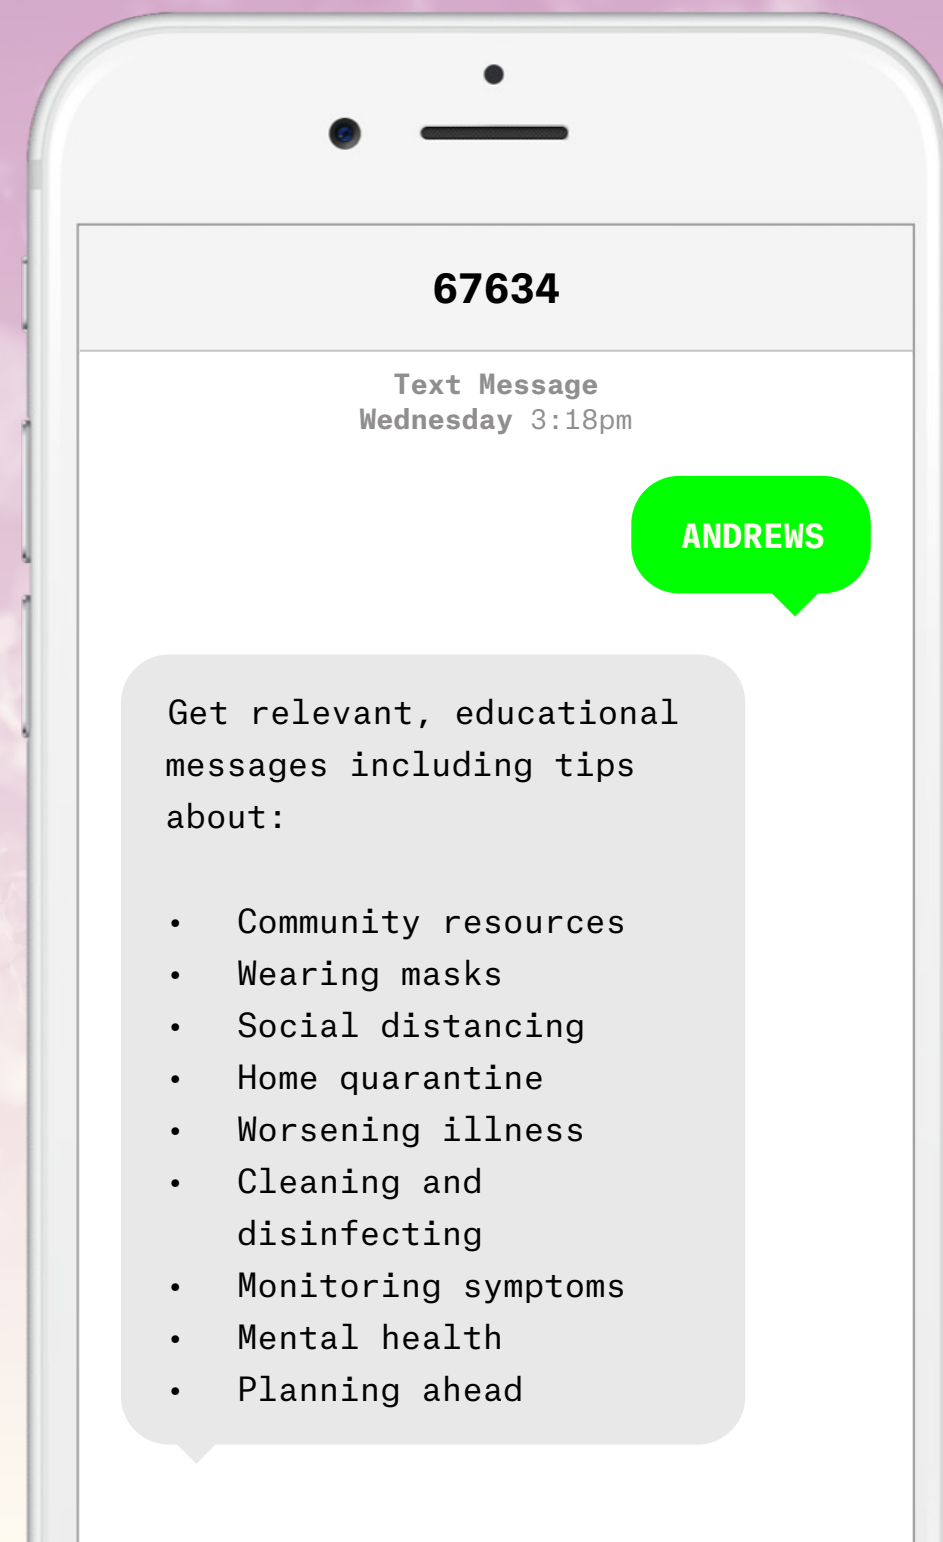 67634
Text Message
Wednesday 3:18pm
ANDREWS
Get relevant, educational
messages including tips
about:
• Community resources
• Wearing masks
• Social distancing
• Home quarantine
• Worsening illness
• Cleaning and
disinfecting
• Monitoring symptoms
• Mental health
• Planning ahead